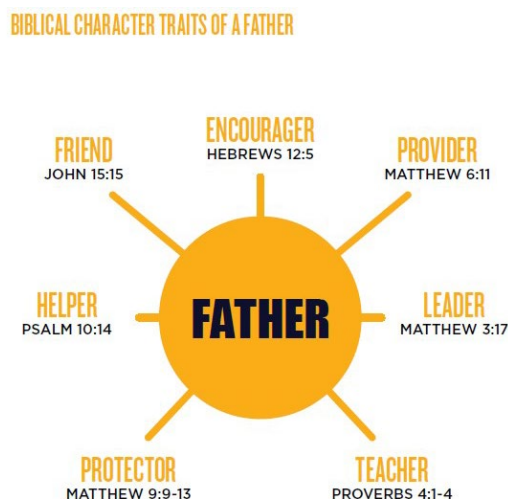 BIBLICAL CHARACTER TRAITS OF A FATHER
ENCOURAGER
HEBREWS 12:5
FRIEND
JOHN 15:15
PROVIDER
MATTHEW 6:11
HELPER
PSALM 10:14
FATHER
LEADER
MATTHEW 3:17
PROTECTOR
MATTHEW 9:9-13
TEACHER
PROVERBS 4:1-4